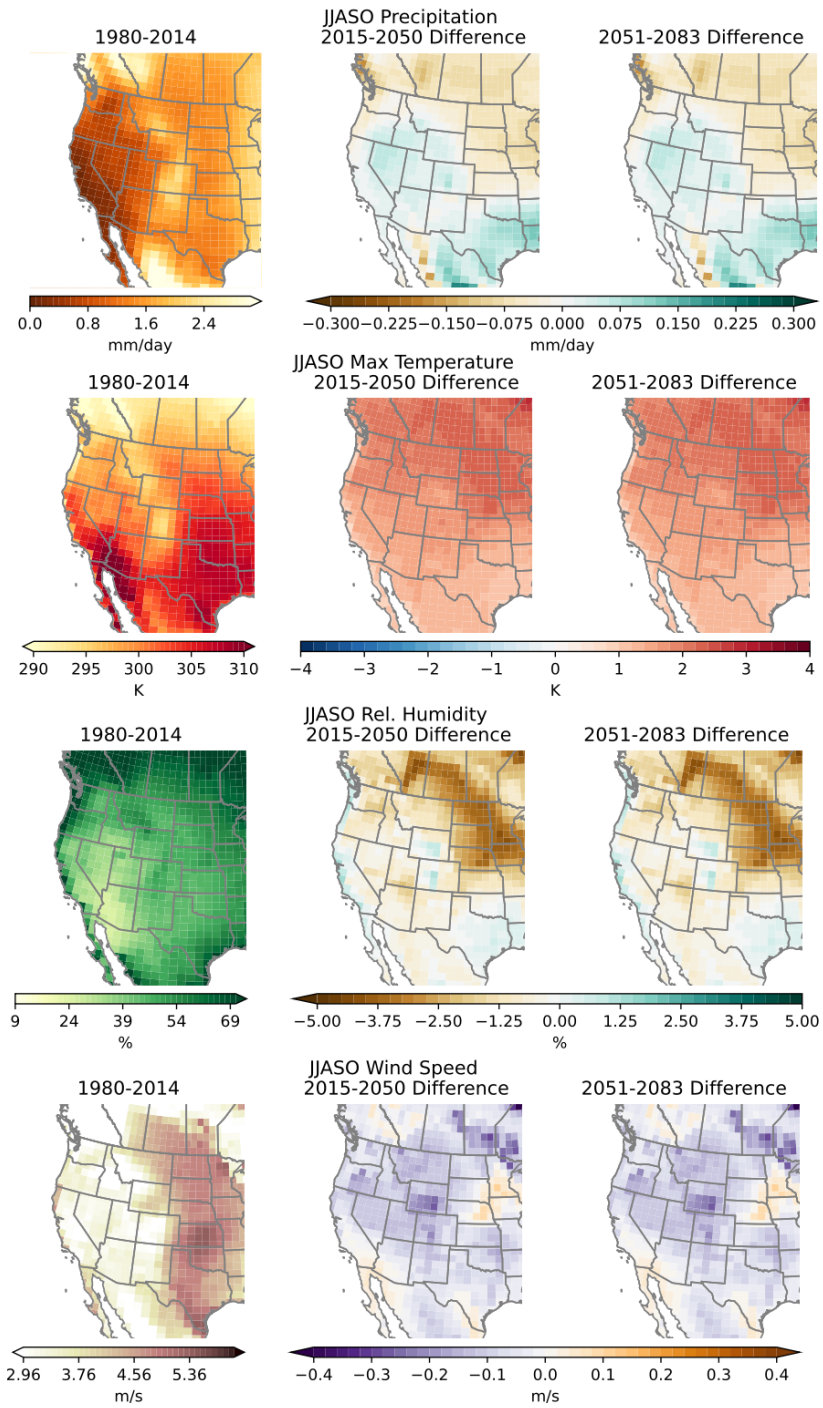 JJASO Precipitation
1980-2014
2015-2050 Difference
2051-2083 Difference
0.0 0.8 1.6 2.4
mm/day
−0.300 −0.225 −0.150 −0.075 0.000 0.075 0.150 0.225 0.300
mm/day
JJASO Max Temperature
1980-2014
2015-2050 Difference
2051-2083 Difference
290 295 300 305 310
K
−4 −3 −2 −1 0 1 2 3 4
K
JJASO Rel. Humidity
1980-2014
2015-2050 Difference
2051-2083 Difference
9 24 39 54 69
%
−5.00 −3.75 −2.50 −1.25 0.00 1.25 2.50 3.75 5.00
%
JJASO Wind Speed
1980-2014
2015-2050 Difference
2051-2083 Difference
2.96 3.76 4.56 5.36
m/s
−0.4 −0.3 −0.2 −0.1 0.0 0.1 0.2 0.3 0.4
m/s